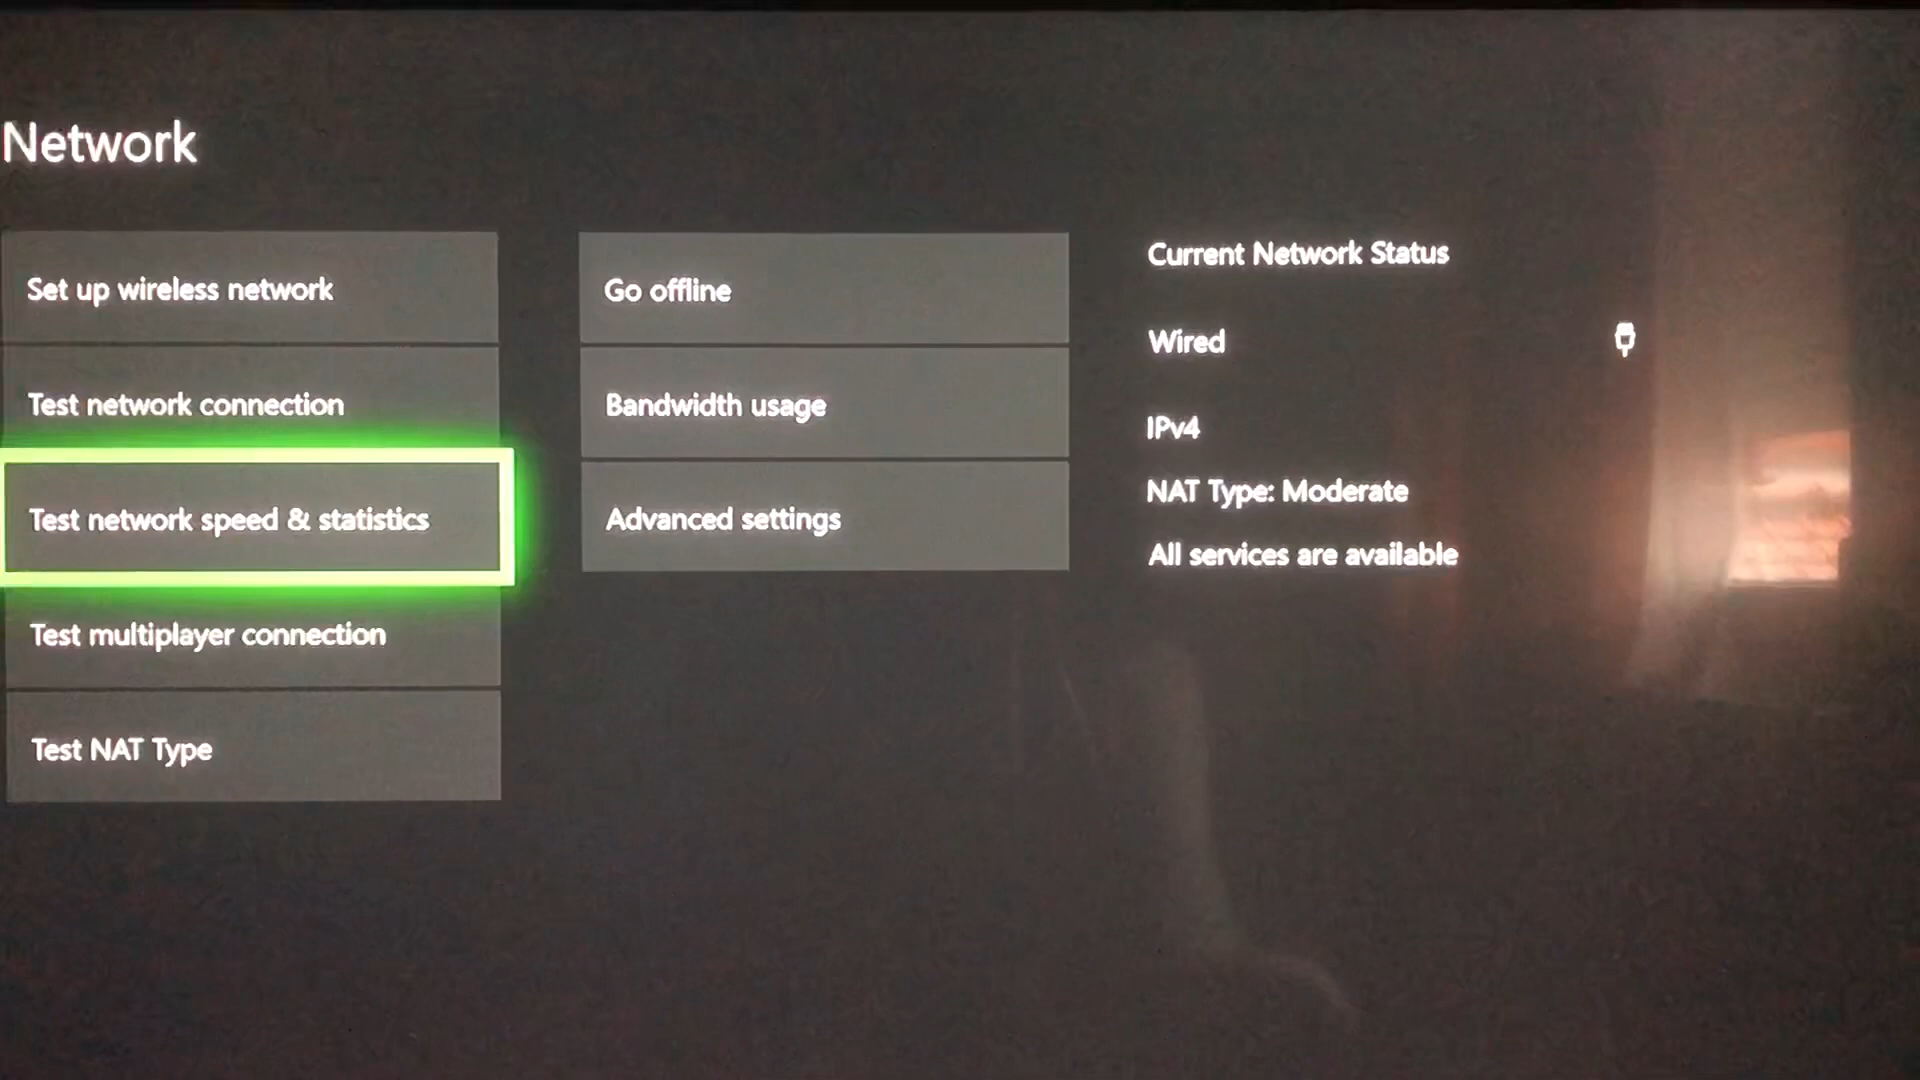 Network
Set up wireless network
Test network connection
Test network speed & statistics
Test multiplayer connection
Test NAT Type
Go offline
Bandwidth usage
Advanced settings
Current Network Status
Wired
IPv4
NAT Type: Moderate
All services are available